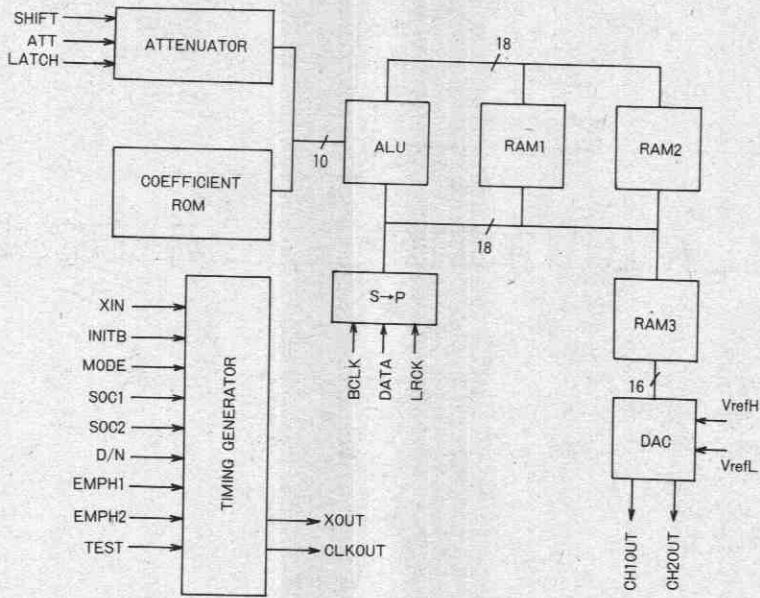 SHIFT
ATT
LATCH
ATTENUATOR
18
10
ALU
RAM1
RAM2
COEFFICIENT
ROM
18
S→P
BCLK
DATA
LRCK
RAM3
16
DAC
VrefH
VrefL
CH1OUT
CH2OUT
XIN
INITB
MODE
SOC1
SOC2
D/N
EMPH1
EMPH2
TEST
TIMING GENERATOR
XOUT
CLKOUT